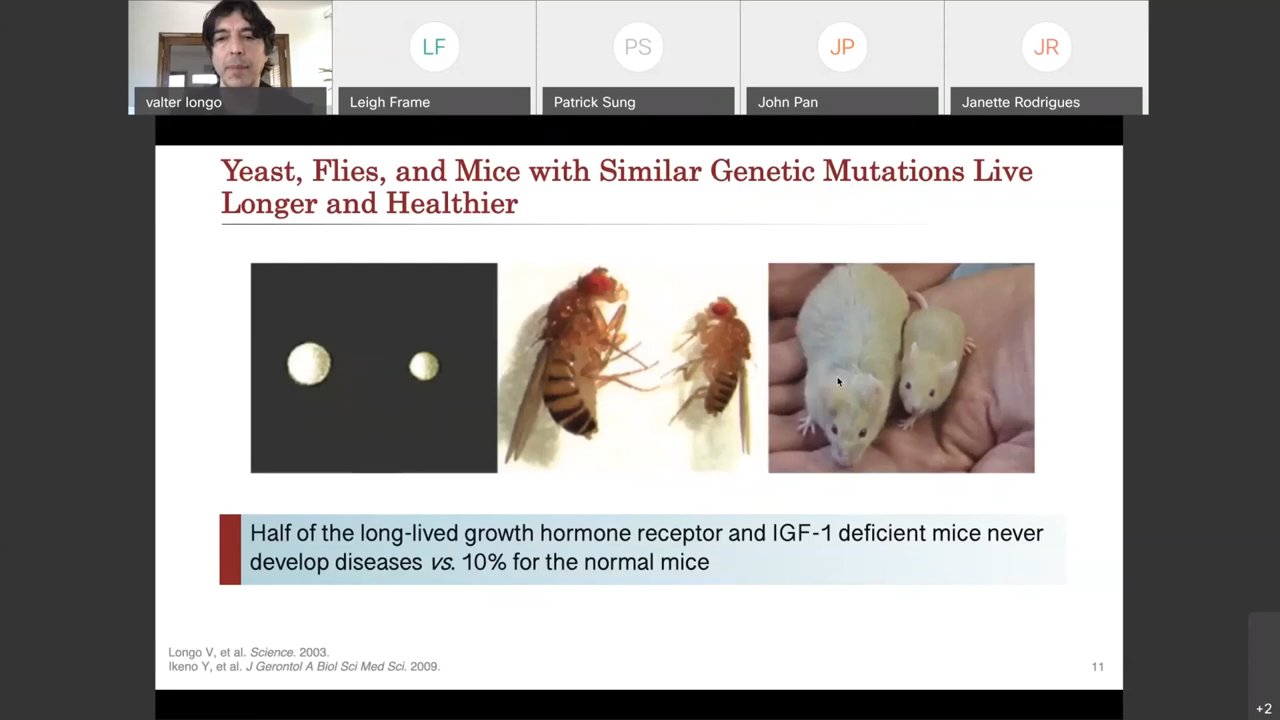 LF
PS
JP
JR
valter longo
Leigh Frame
Patrick Sung
John Pan
Janette Rodrigues
Yeast, Flies, and Mice with Similar Genetic Mutations Live
Longer and Healthier
Half of the long-lived growth hormone receptor and IGF-1 deficient mice never
develop diseases vs. 10% for the normal mice
Longo V, et al. Science. 2003.
Ikeno Y, et al. J Gerontol A Biol Sci Med Sci. 2009.
11
+2